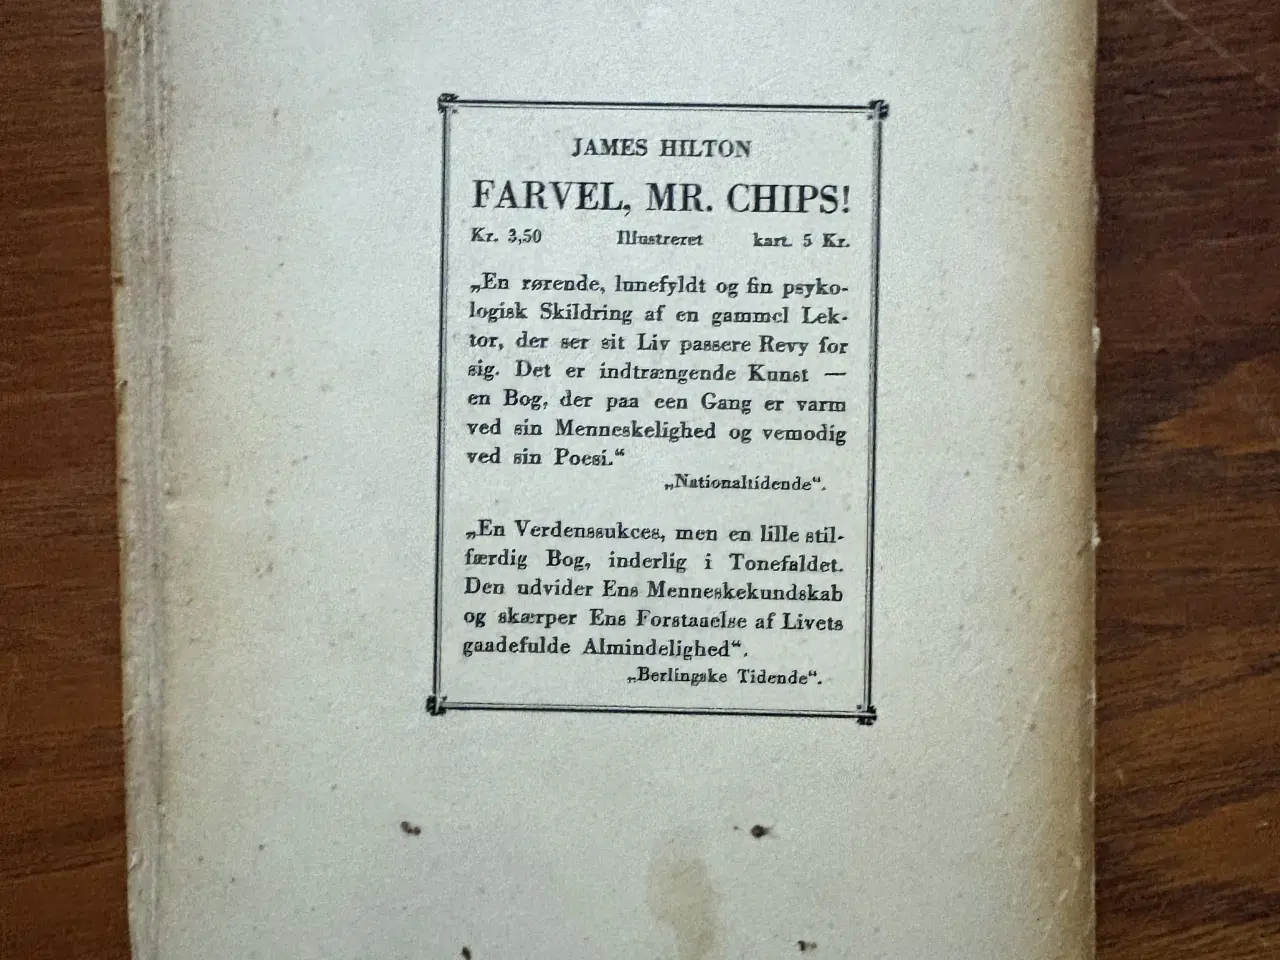 JAMES HILTON
FARVEL, MR. CHIPS!
Kr. 3,50 Illustreret kart. 5 Kr.
„En rørende, lunefyldt og fin psyko-
logisk Skildring af en gammel Lek-
tor, der ser sit Liv passere Revy for
sig. Det er indtrængende Kunst —
en Bog, der paa een Gang er varm
ved sin Menneskelighed og vemodig
ved sin Poesi.“
„Nationaltidende“.
„En Verdenssukces, men en lille stil-
færdig Bog, inderlig i Tonefaldet.
Den udvider Ens Menneskekundskab
og skærper Ens Forstaaelse af Livets
gaadefulde Almindelighed“.
„Berlingske Tidende“.